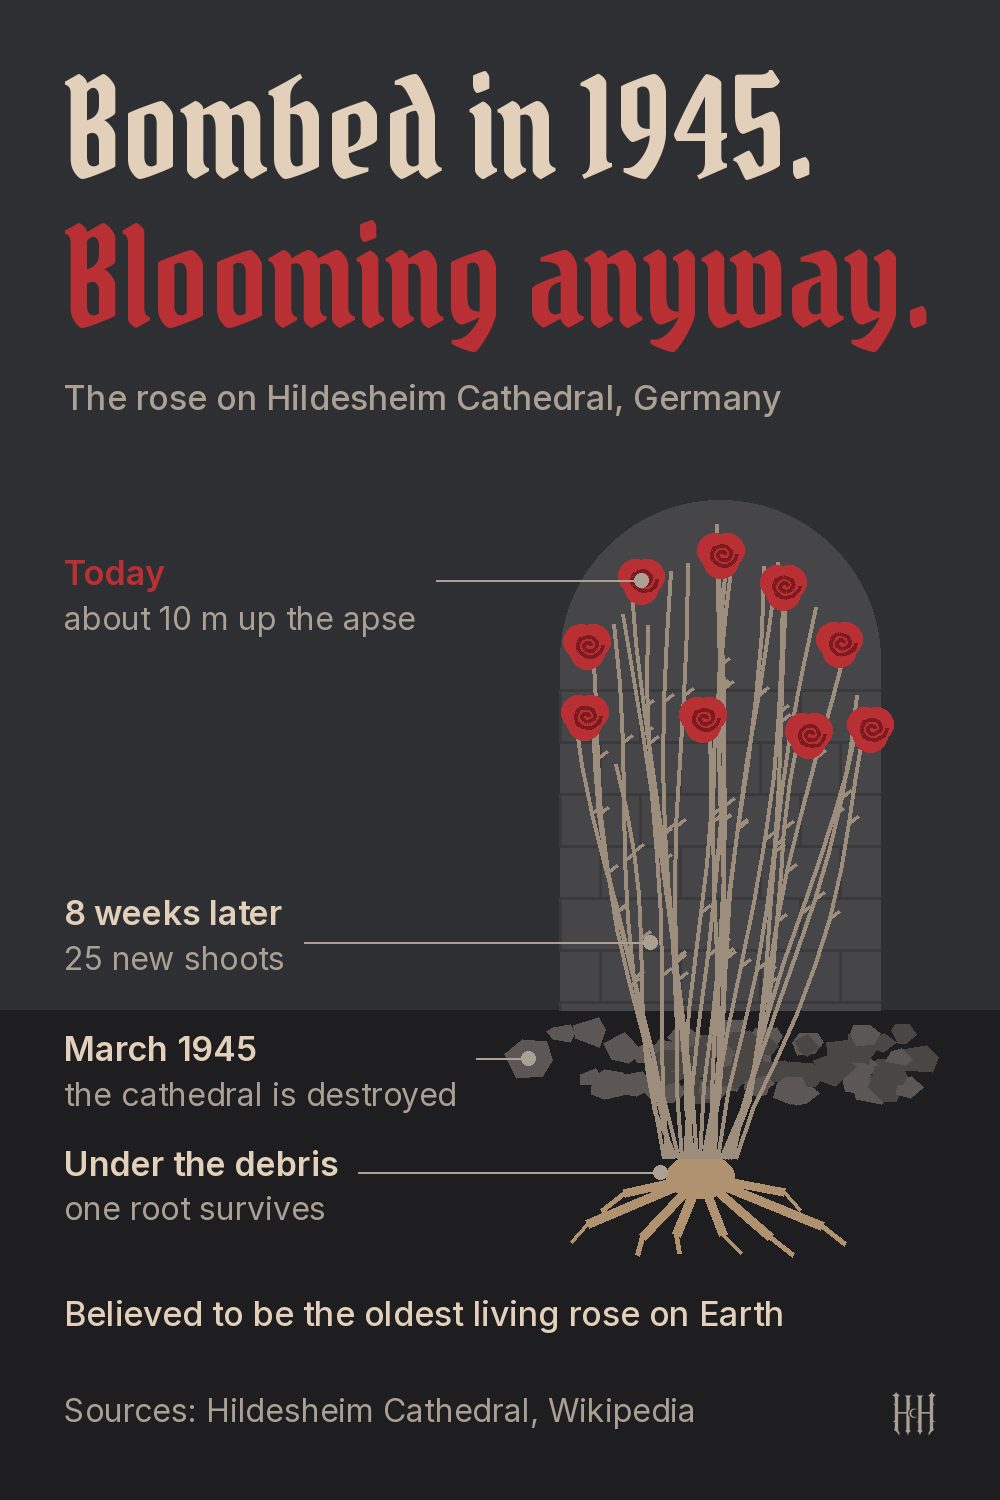 Bombed in 1945.
Blooming anyway.
The rose on Hildesheim Cathedral, Germany
Today
about 10 m up the apse
8 weeks later
25 new shoots
March 1945
the cathedral is destroyed
Under the debris
one root survives
Believed to be the oldest living rose on Earth
Sources: Hildesheim Cathedral, Wikipedia